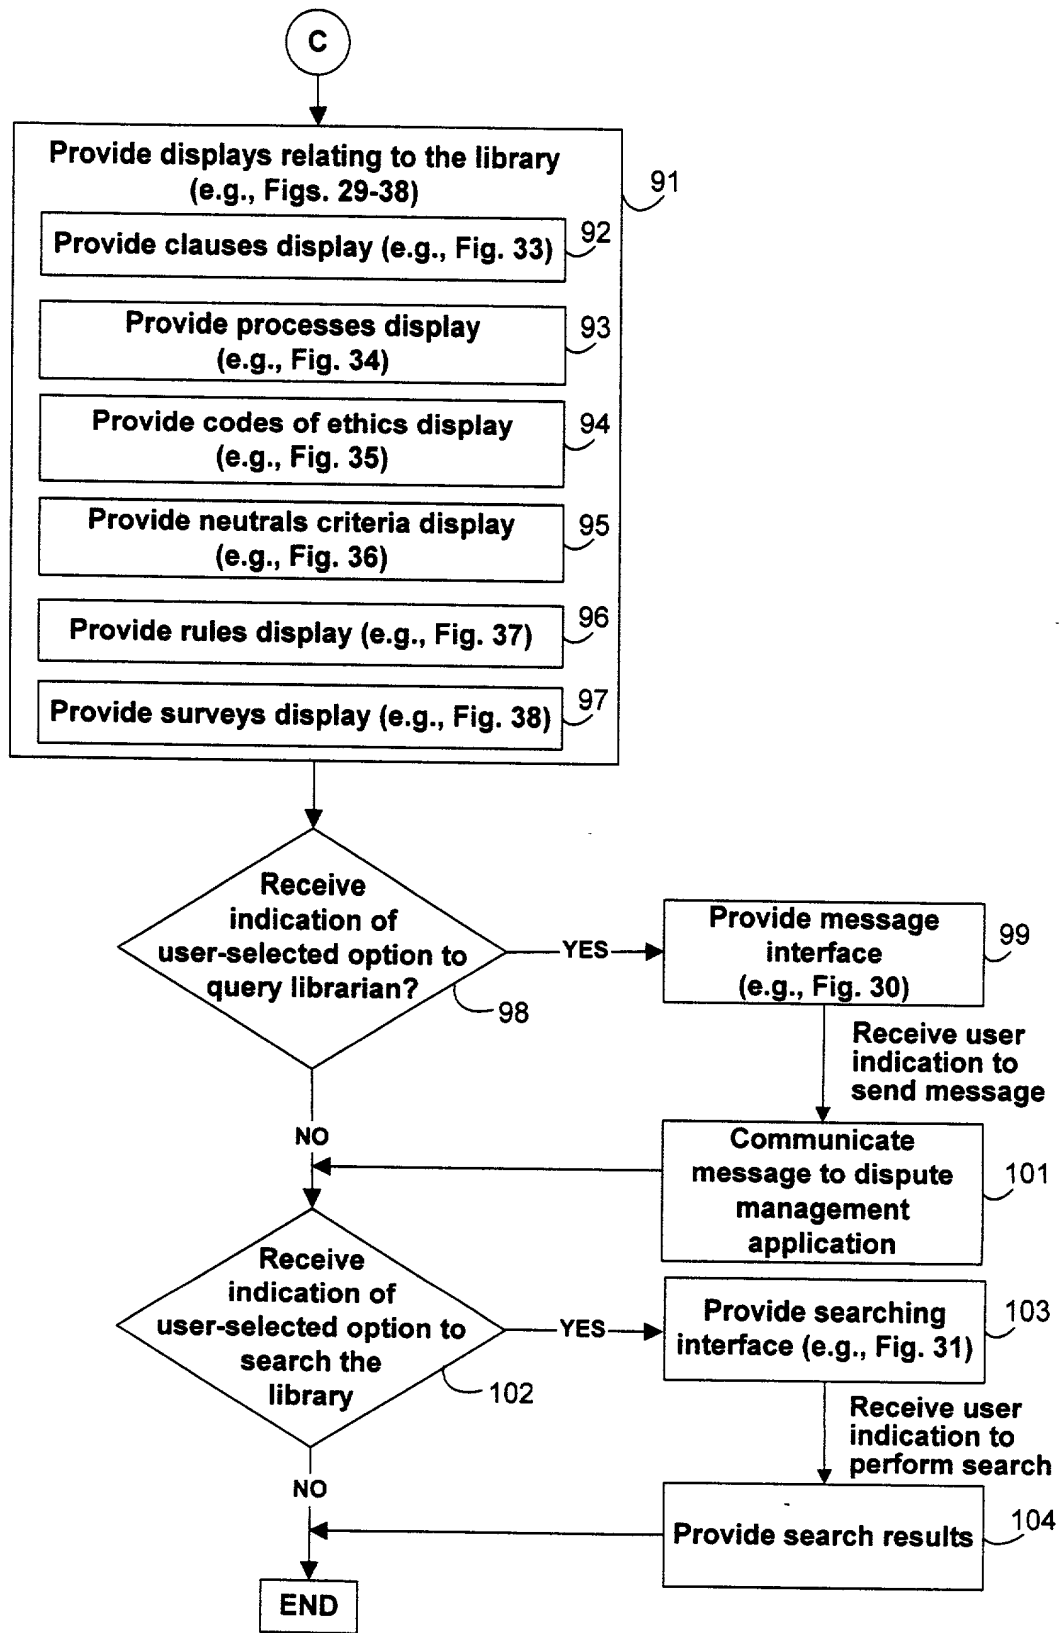 C
Provide displays relating to the library
(e.g., Figs. 29-38)
91
Provide clauses display (e.g., Fig. 33)
92
Provide processes display
(e.g., Fig. 34)
93
Provide codes of ethics display
(e.g., Fig. 35)
94
Provide neutrals criteria display
(e.g., Fig. 36)
95
Provide rules display (e.g., Fig. 37)
96
Provide surveys display (e.g., Fig. 38)
97
Receive
indication of
user-selected option to
query librarian?
98
YES
Provide message
interface
(e.g., Fig. 30)
99
Receive user
indication to
send message
NO
Communicate
message to dispute
management
application
101
Receive
indication of
user-selected option to
search the
library
102
YES
Provide searching
interface (e.g., Fig. 31)
103
Receive user
indication to
perform search
NO
Provide search results
104
END